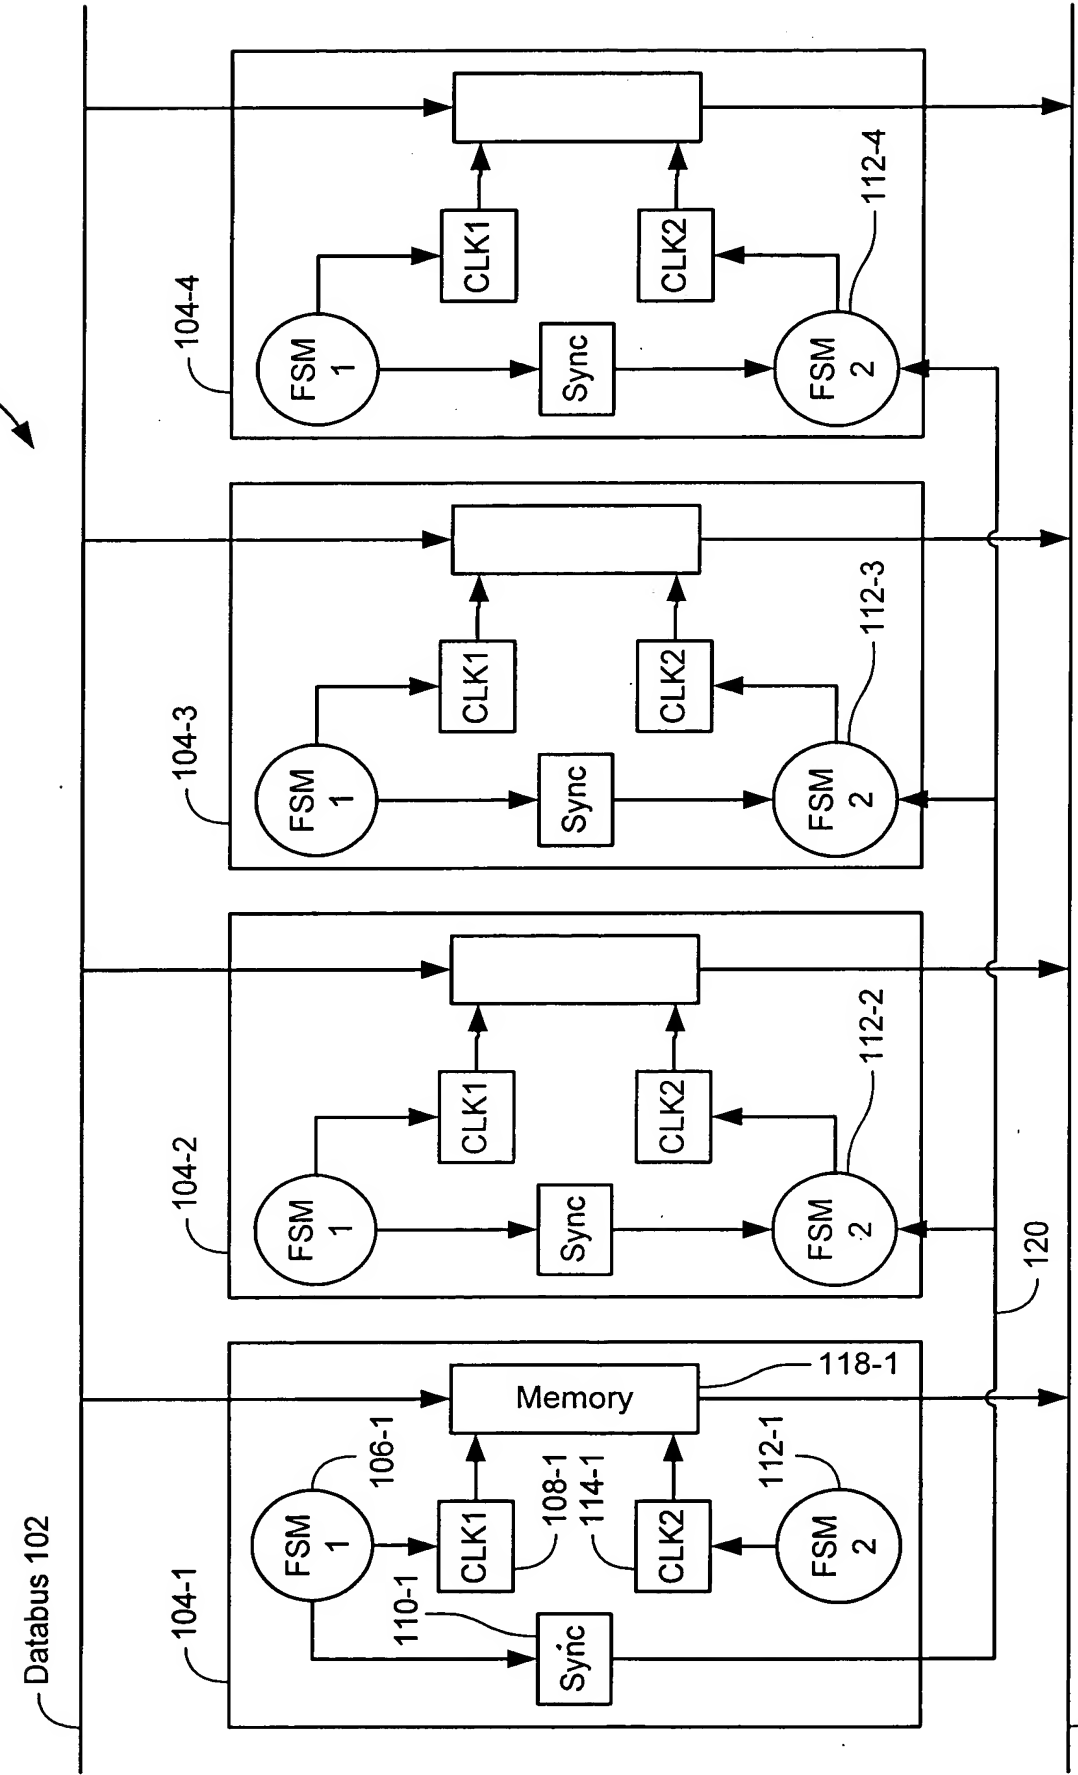 Databus 102
104-1
FSM
1
106-1
110-1
Sync
CLK1
108-1
114-1
CLK2
Memory
118-1
FSM
2
112-1
120
104-2
FSM
1
Sync
CLK1
CLK2
FSM
2
112-2
104-3
FSM
1
Sync
CLK1
CLK2
FSM
2
112-3
104-4
FSM
1
Sync
CLK1
CLK2
FSM
2
112-4